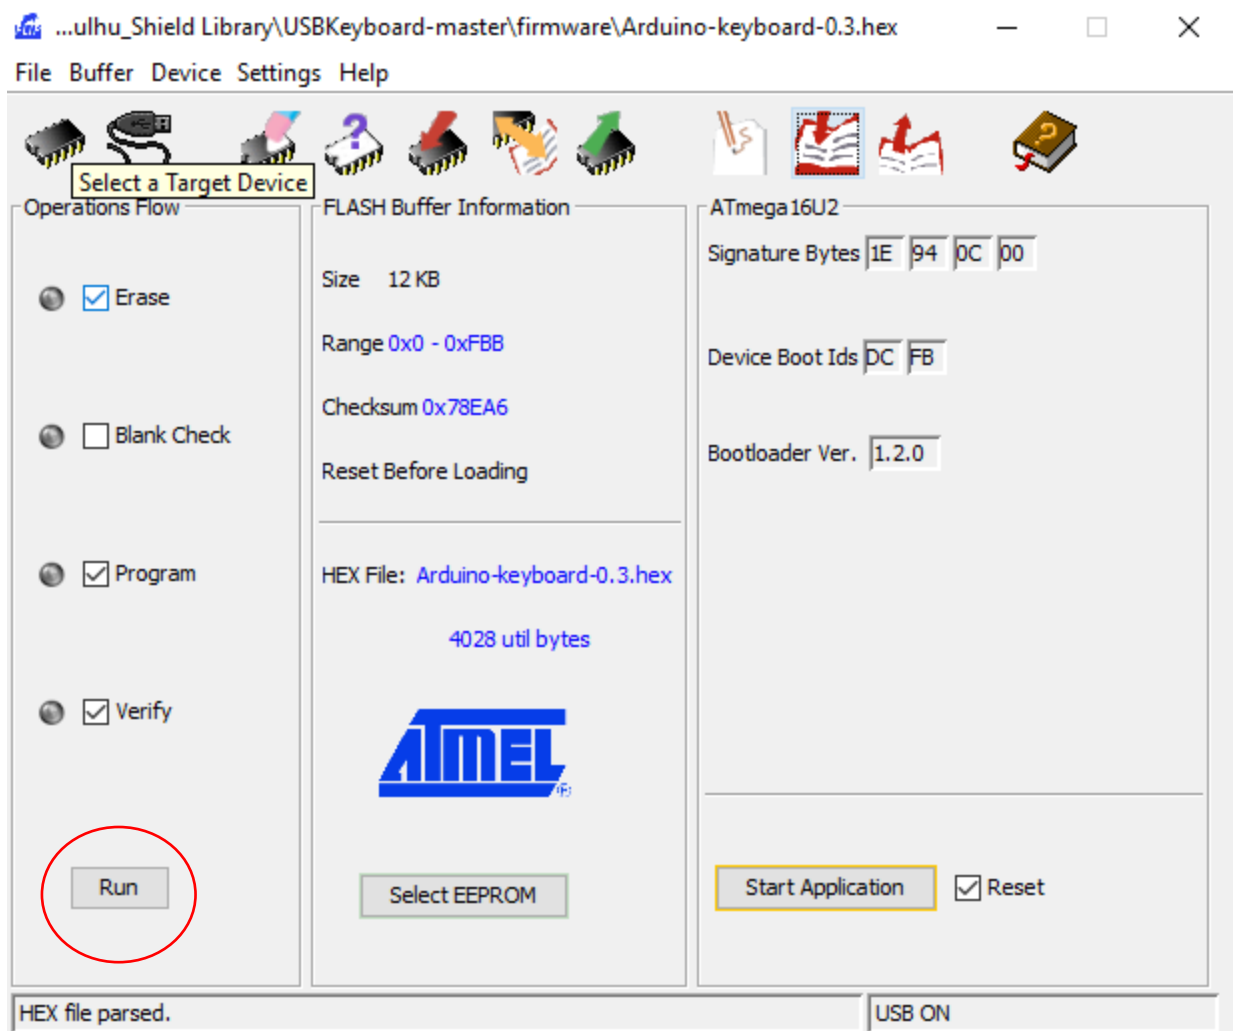 ...ulhu_Shield Library\USBKeyboard-master\firmware\Arduino-keyboard-0.3.hex
File Buffer Device Settings Help
Select a Target Device
Operations Flow
Erase
Blank Check
Program
Verify
Run
FLASH Buffer Information
Size 12 KB
Range 0x0 - 0xFBB
Checksum 0x78EA6
Reset Before Loading
HEX File: Arduino-keyboard-0.3.hex
4028 util bytes
ATMEL
®
Select EEPROM
ATmega16U2
Signature Bytes 1E 94 0C 00
Device Boot Ids DC FB
Bootloader Ver. 1.2.0
Start Application Reset
HEX file parsed.
USB ON